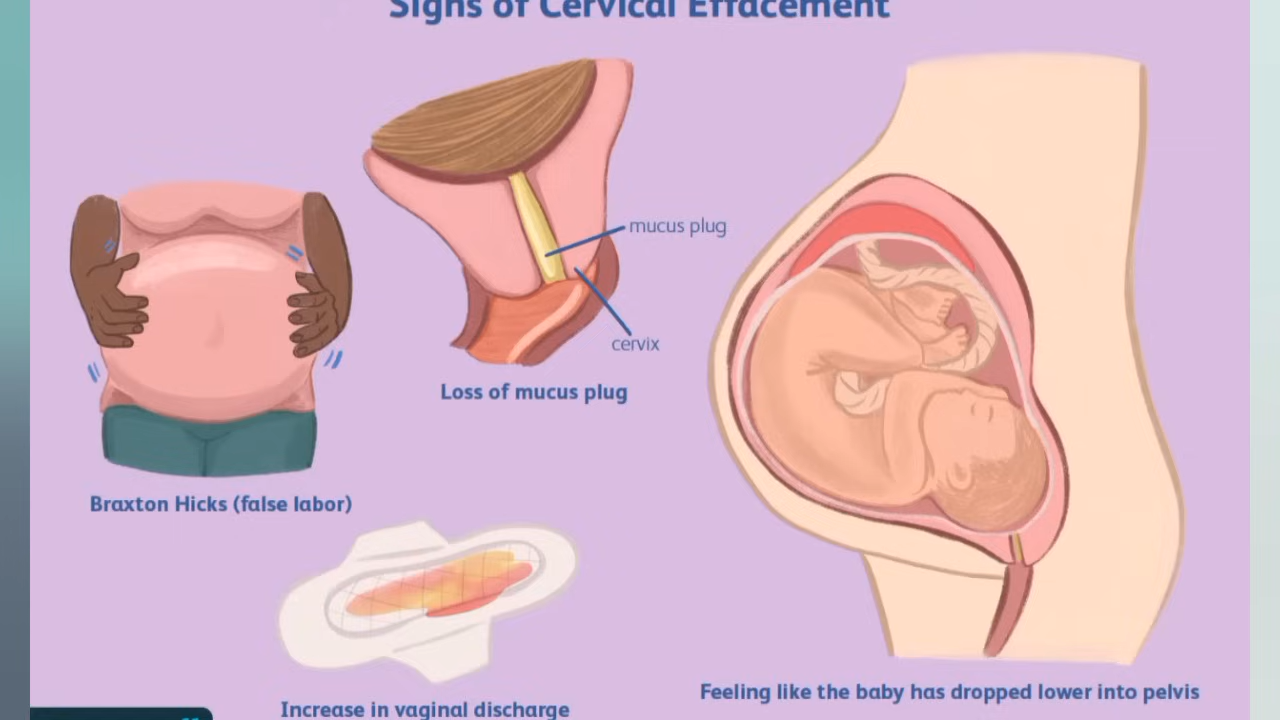 Signs of Cervical Effacement
mucus plug
cervix
Loss of mucus plug
Braxton Hicks (false labor)
Increase in vaginal discharge
Feeling like the baby has dropped lower into pelvis